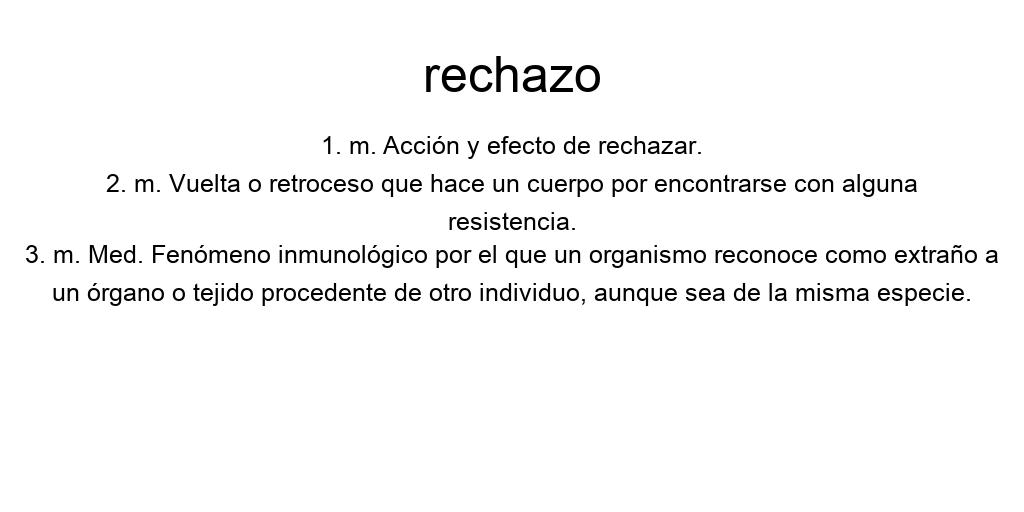 rechazo
1. m. Acción y efecto de rechazar.
2. m. Vuelta o retroceso que hace un cuerpo por encontrarse con alguna
resistencia.
3. m. Med. Fenómeno inmunológico por el que un organismo reconoce como extraño a
un órgano o tejido procedente de otro individuo, aunque sea de la misma especie.